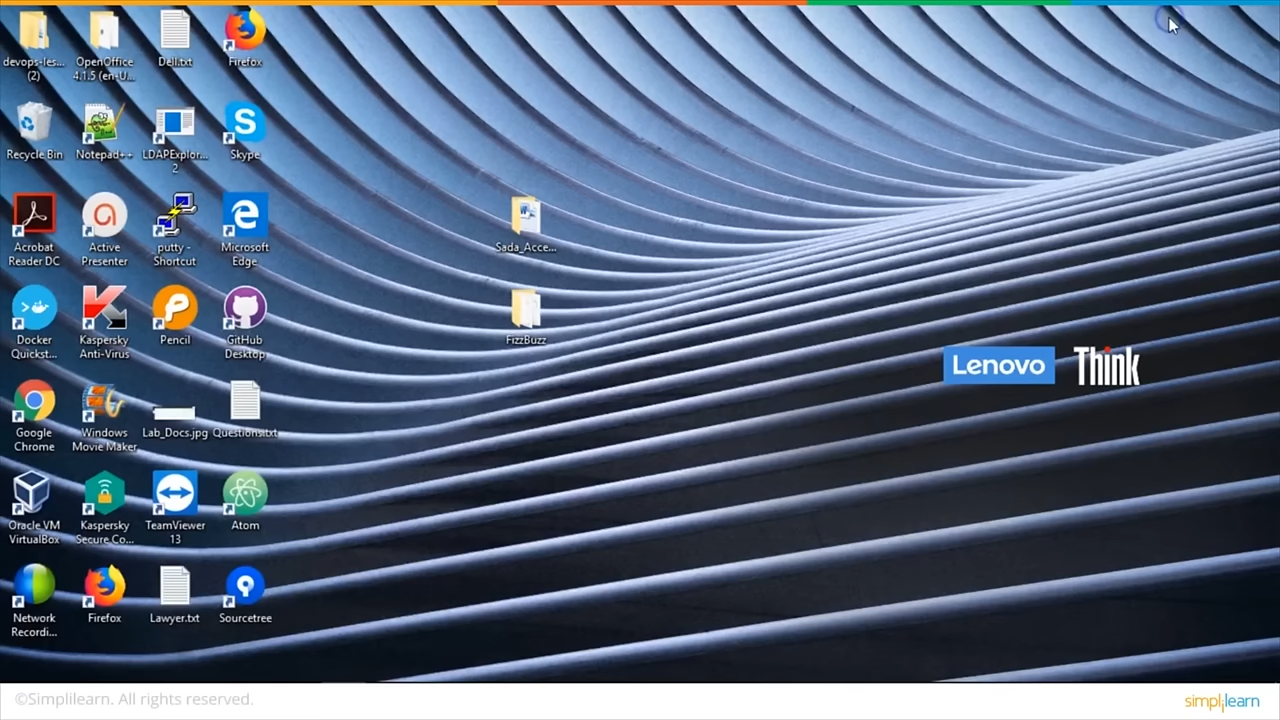 devops-les...
(2)
OpenOffice
4.1.5 (en-U...
Dell.txt
Firefox
Recycle Bin
Notepad++
LDAPExplor...
2
Skype
Acrobat
Reader DC
Active
Presenter
putty -
Shortcut
Microsoft
Edge
Sada_Acce...
Docker
Quickst...
Kaspersky
Anti-Virus
Pencil
GitHub
Desktop
FizzBuzz
Lenovo Think
Google
Chrome
Windows
Movie Maker
Lab_Docs.jpg
Questions.txt
Oracle VM
VirtualBox
Kaspersky
Secure Co...
TeamViewer
13
Atom
Network
Recordi...
Firefox
Lawyer.txt
Sourcetree
©Simplilearn. All rights reserved.
simplilearn